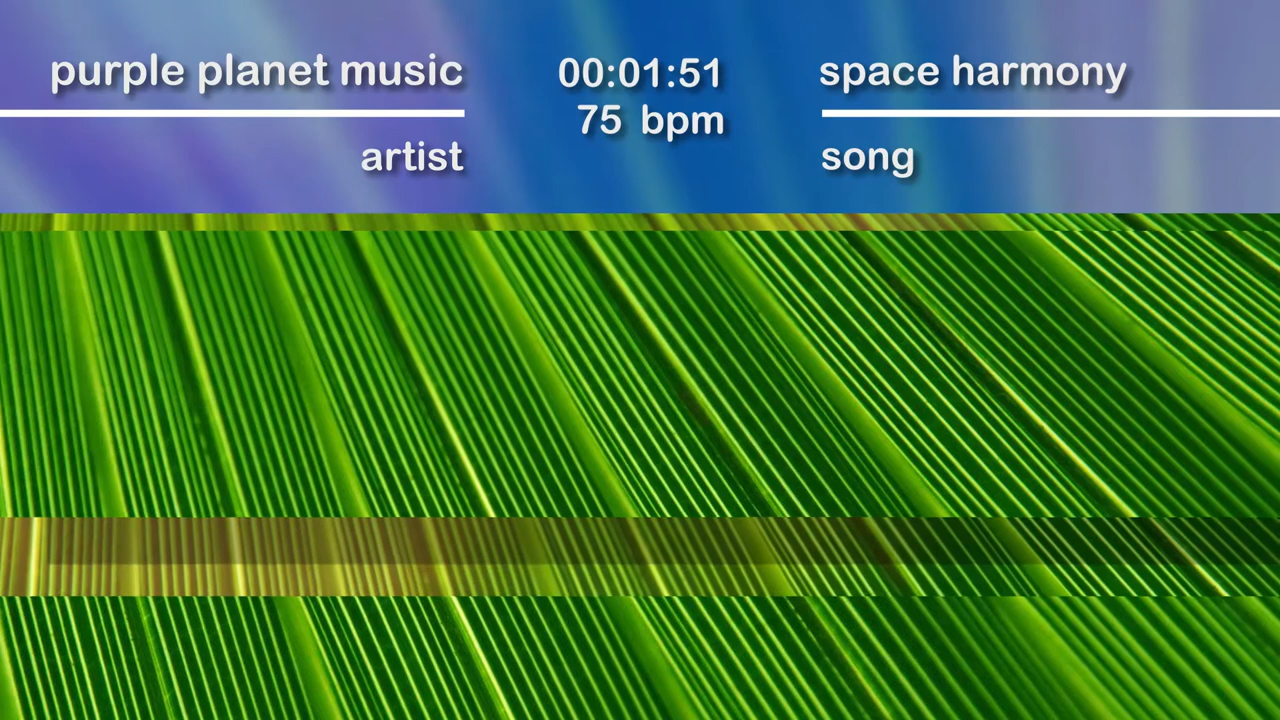 purple planet music
artist
00:01:51
75 bpm
space harmony
song